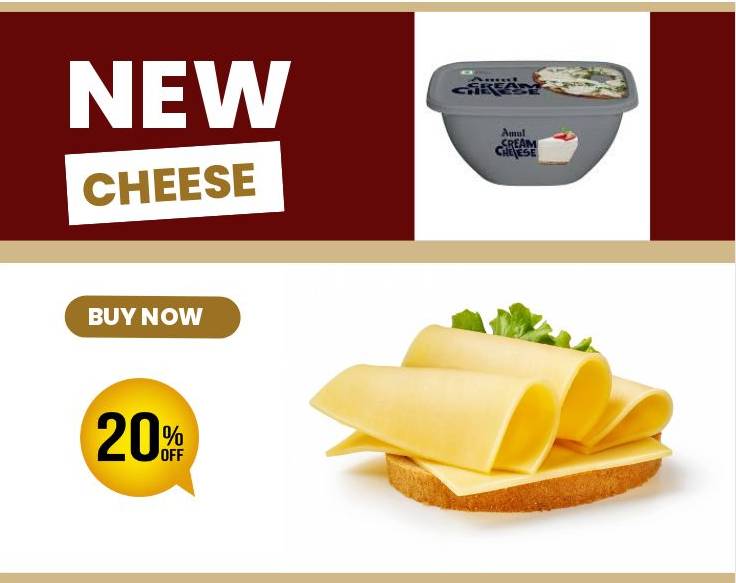 NEW
CHEESE
Amul
CREAM
CHEESE
Amul
CREAM
CHEESE
BUY NOW
20%
OFF